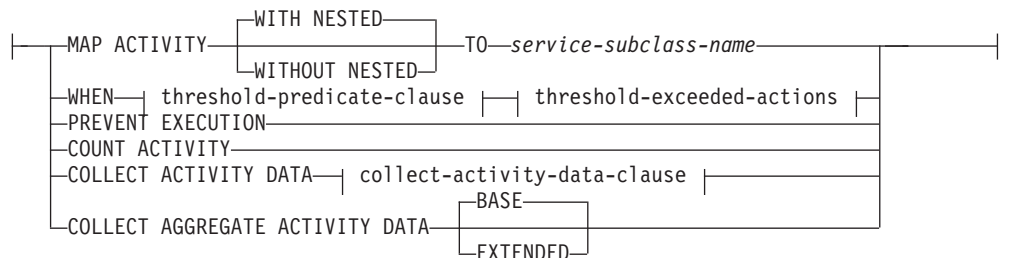 WITH NESTED
MAP ACTIVITY TO service-subclass-name
WITHOUT NESTED
WHEN threshold-predicate-clause threshold-exceeded-actions
PREVENT EXECUTION
COUNT ACTIVITY
COLLECT ACTIVITY DATA collect-activity-data-clause
BASE
COLLECT AGGREGATE ACTIVITY DATA
EXTENDED